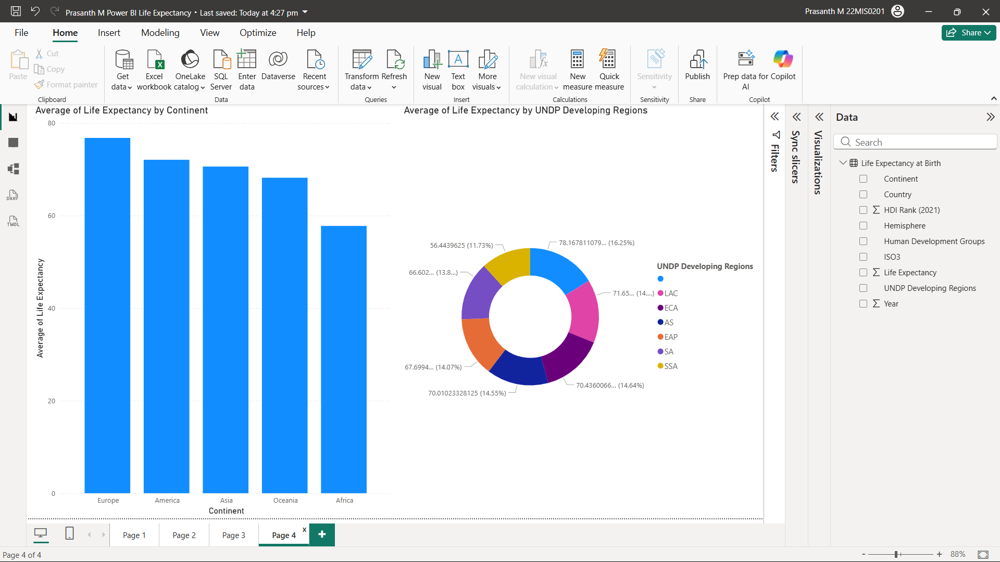 Prasanth M Power BI Life Expectancy • Last saved: Today at 4:27 pm
Prasanth M 22MIS0201
File
Home
Insert
Modeling
View
Optimize
Help
Share
Paste
Cut
Copy
Format painter
Clipboard
Get data
Excel workbook
OneLake catalog
SQL Server
Enter data
Dataverse
Recent sources
Data
Transform data
Refresh
Queries
New visual
Text box
More visuals
Insert
New visual calculation
New measure
Quick measure
Calculations
Sensitivity
Sensitivity
Publish
Share
Prep data for AI
Copilot
Copilot
DAX
TMDL
Average of Life Expectancy by Continent
80
60
40
20
0
Average of Life Expectancy
Europe
America
Asia
Oceania
Africa
Continent
Average of Life Expectancy by UNDP Developing Regions
56.4439625 (11.73%)
78.167811079... (16.25%)
66.602... (13.8...)
71.65... (14....)
67.6994... (14.07%)
70.4360066... (14.64%)
70.01023328125 (14.55%)
UNDP Developing Regions
LAC
ECA
AS
EAP
SA
SSA
Filters
Sync slicers
Visualizations
Data
Search
Life Expectancy at Birth
Continent
Country
∑ HDI Rank (2021)
Hemisphere
Human Development Groups
ISO3
∑ Life Expectancy
UNDP Developing Regions
∑ Year
Page 1
Page 2
Page 3
Page 4
x
+
Page 4 of 4
- + 88%